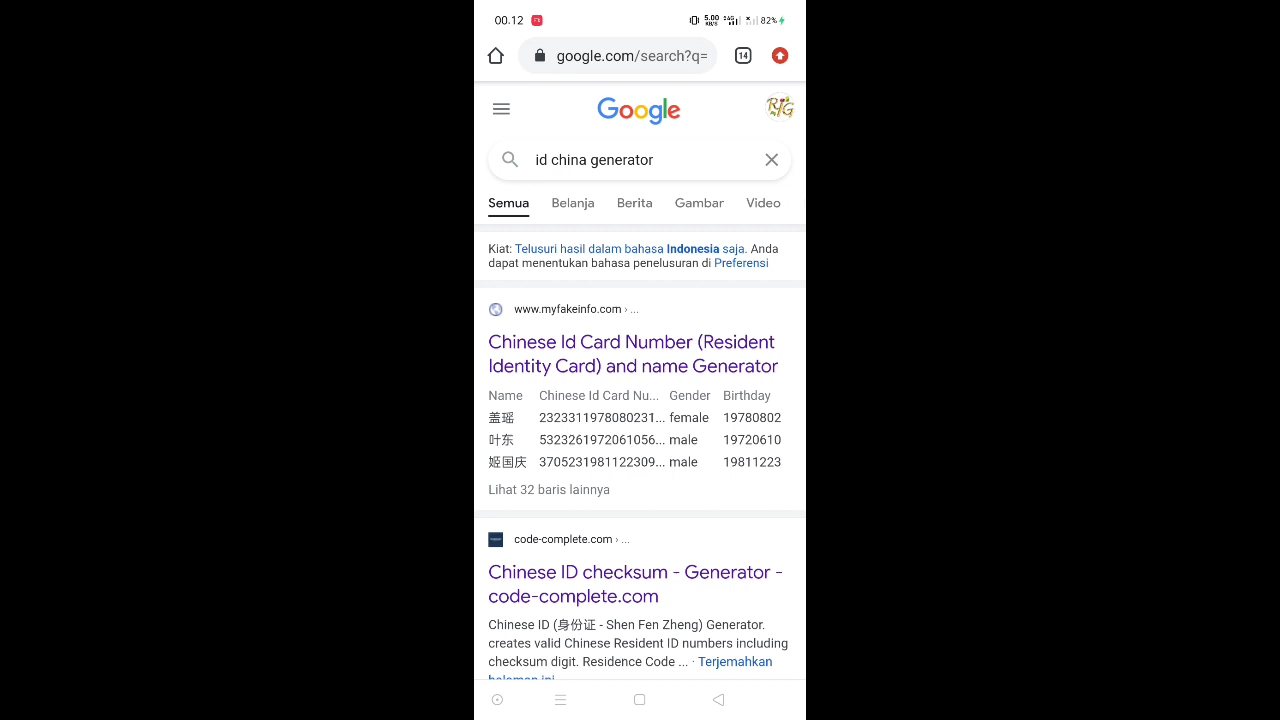 00.12
5.00 KB/S
82%
google.com/search?q=
14
Google
id china generator
Semua Belanja Berita Gambar Video
Kiat: Telusuri hasil dalam bahasa Indonesia saja. Anda
dapat menentukan bahasa penelusuran di Preferensi
www.myfakeinfo.com › ...
Chinese Id Card Number (Resident
Identity Card) and name Generator
Name Chinese Id Card Nu... Gender Birthday
盖瑶 2323311978080231... female 19780802
叶东 5323261972061056... male 19720610
姬国庆 3705231981122309... male 19811223
Lihat 32 baris lainnya
code-complete.com › ...
Chinese ID checksum - Generator -
code-complete.com
Chinese ID (身份证 - Shen Fen Zheng) Generator.
creates valid Chinese Resident ID numbers including
checksum digit. Residence Code ... · Terjemahkan
halaman ini